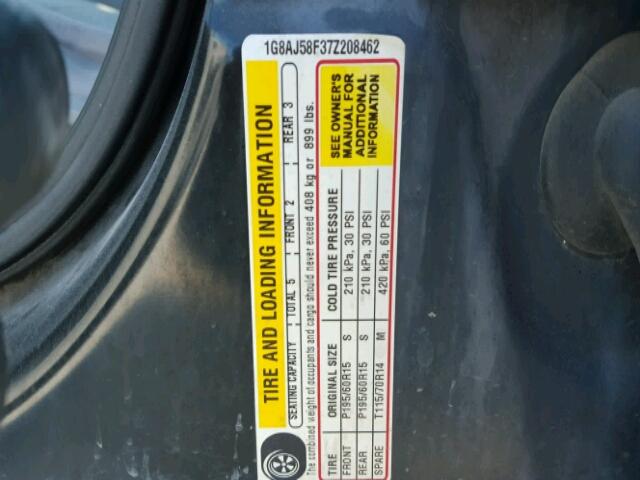 1G8AJ58F37Z208462
TIRE AND LOADING INFORMATION
SEATING CAPACITY TOTAL 5 FRONT 2 REAR 3
The combined weight of occupants and cargo should never exceed 408 kg or 899 lbs.
TIRE ORIGINAL SIZE COLD TIRE PRESSURE
FRONT P195/60R15 S 210 kPa, 30 PSI
REAR P195/60R15 S 210 kPa, 30 PSI
SPARE T115/70R14 M 420 kPa, 60 PSI
SEE OWNER'S
MANUAL FOR
ADDITIONAL
INFORMATION